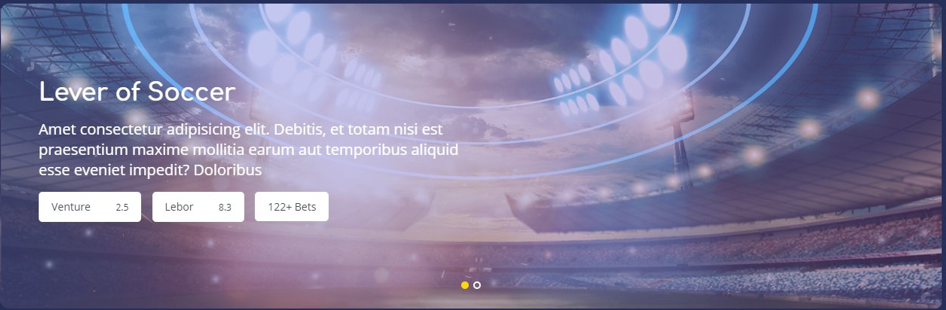 Lever of Soccer
Amet consectetur adipisicing elit. Debitis, et totam nisi est
praesentium maxime mollitia earum aut temporibus aliquid
esse eveniet impedit? Doloribus
Venture 2.5 Lebor 8.3 122+ Bets